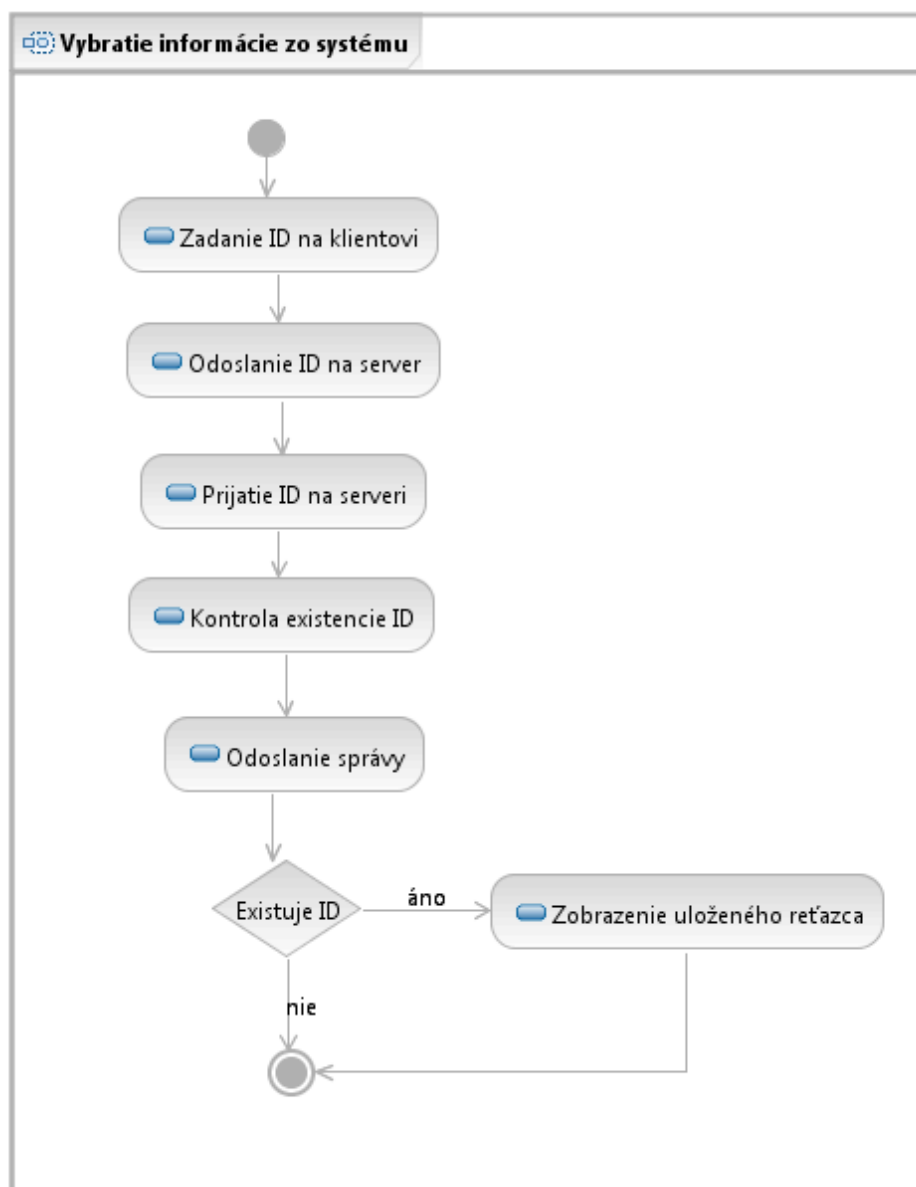 Vybratie informácie zo systému
Zadanie ID na klientovi
Odoslanie ID na server
Prijatie ID na serveri
Kontrola existencie ID
Odoslanie správy
Existuje ID
áno
Zobrazenie uloženého reťazca
nie